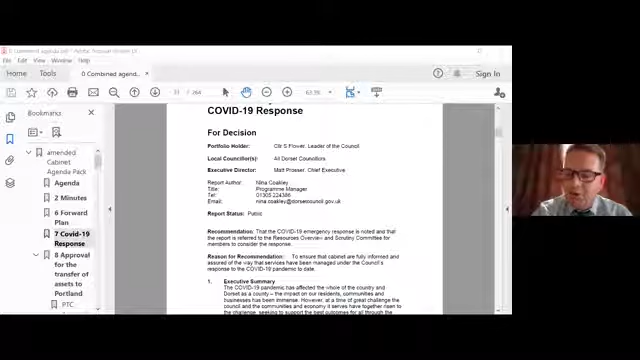 Home Tools 0 Combined agend... × Sign In
/ 264
Bookmarks ×
amended
Cabinet
Agenda Pack
Agenda
2 Minutes
6 Forward
Plan
7 Covid-19
Response
8 Approval
for the
transfer of
assets to
Portland
PTC
COVID-19 Response
For Decision
Portfolio Holder: Cllr S Flower, Leader of the Council
Local Councillor(s): All Dorset Councillors
Executive Director: Matt Prosser, Chief Executive
Report Author: Nina Coakley
Title: Programme Manager
Tel: 01305 224386
Email: nina.coakley@dorsetcouncil.gov.uk
Report Status: Public
Recommendation: That the COVID-19 emergency response is noted and that
the report is referred to the Resources Overview and Scrutiny Committee for
members to consider the response.
Reason for Recommendation: To ensure that cabinet are fully informed and
assured of the way that services have been managed under the Council's
response to the COVID-19 pandemic to date.
1. Executive Summary
The COVID-19 pandemic has affected the whole of the country and
Dorset as a county – the impact on our residents, communities and
businesses has been immense. However, at a time of great challenge the
council and the communities and economy it serves have together risen to
the challenge, seeking to support the best outcomes for all through the